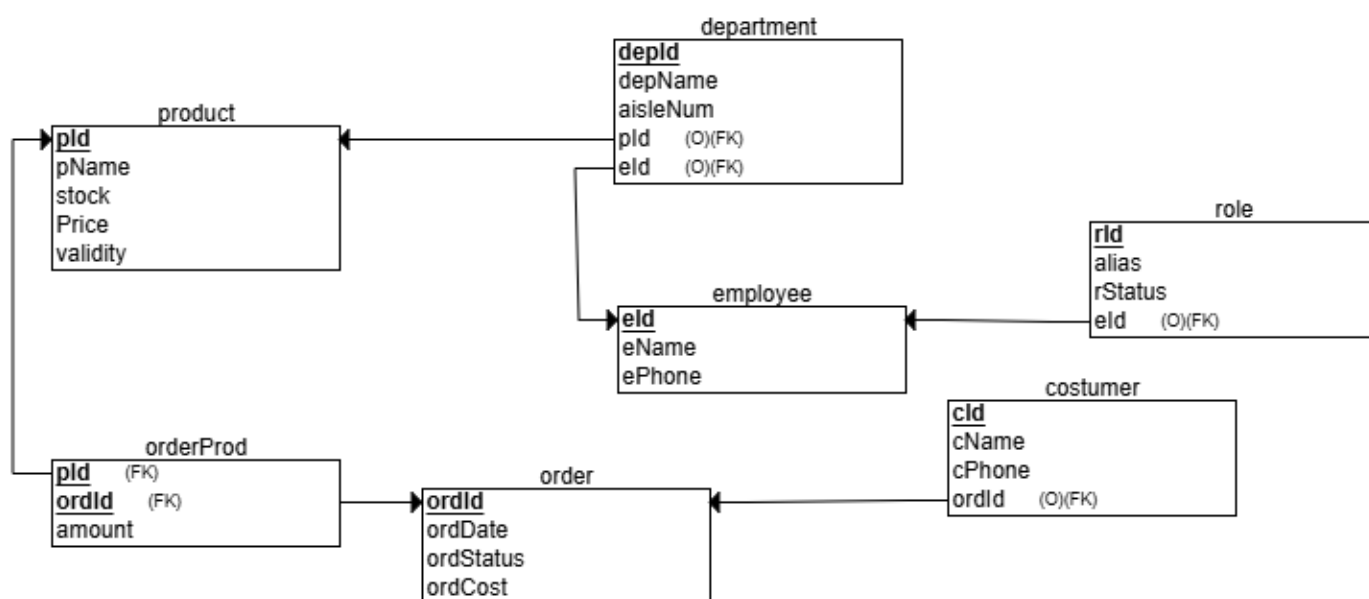 department
depId
depName
aisleNum
pId (O)(FK)
eId (O)(FK)
product
pId
pName
stock
Price
validity
role
rId
alias
rStatus
eId (O)(FK)
employee
eId
eName
ePhone
costumer
cId
cName
cPhone
ordId (O)(FK)
orderProd
pId (FK)
ordId (FK)
amount
order
ordId
ordDate
ordStatus
ordCost